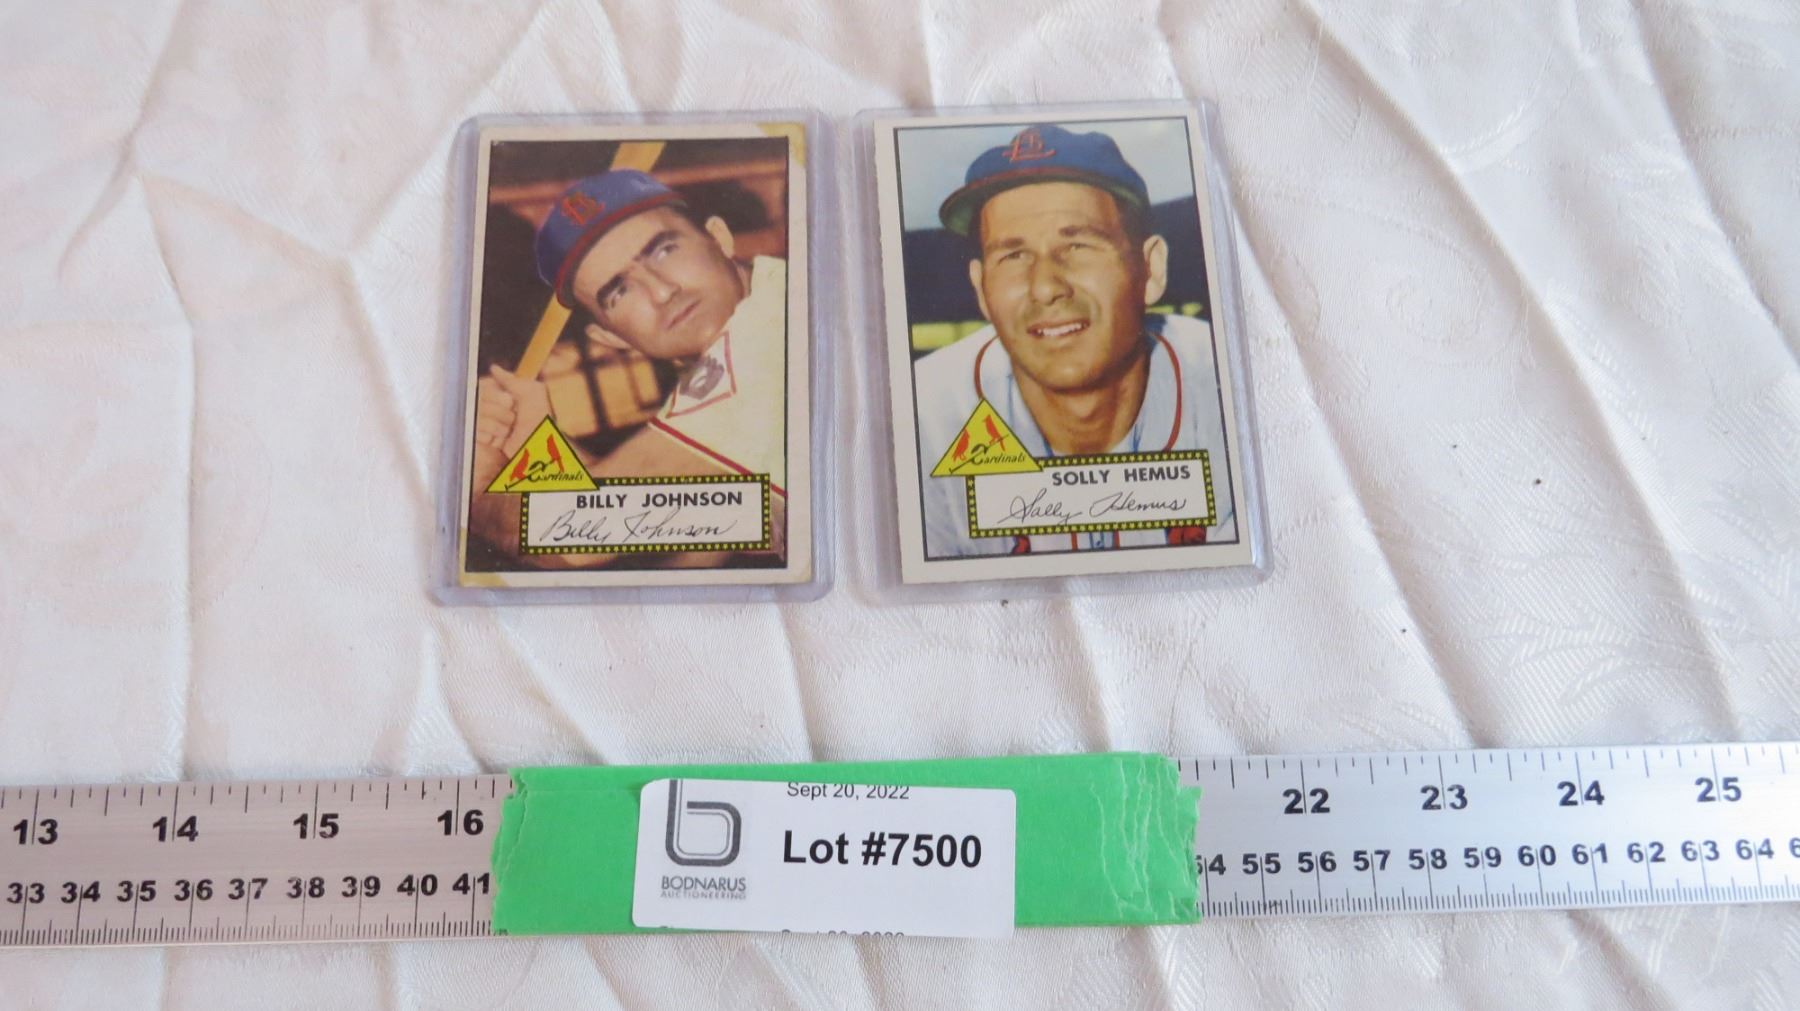 Cardinals
BILLY JOHNSON
Billy Johnson
Cardinals
SOLLY HEMUS
Solly Hemus
Sept 20, 2022
Lot #7500
BODNARUS
AUCTIONEERING
13 14 15 16 22 23 24 25
33 34 35 36 37 38 39 40 41 54 55 56 57 58 59 60 61 62 63 64